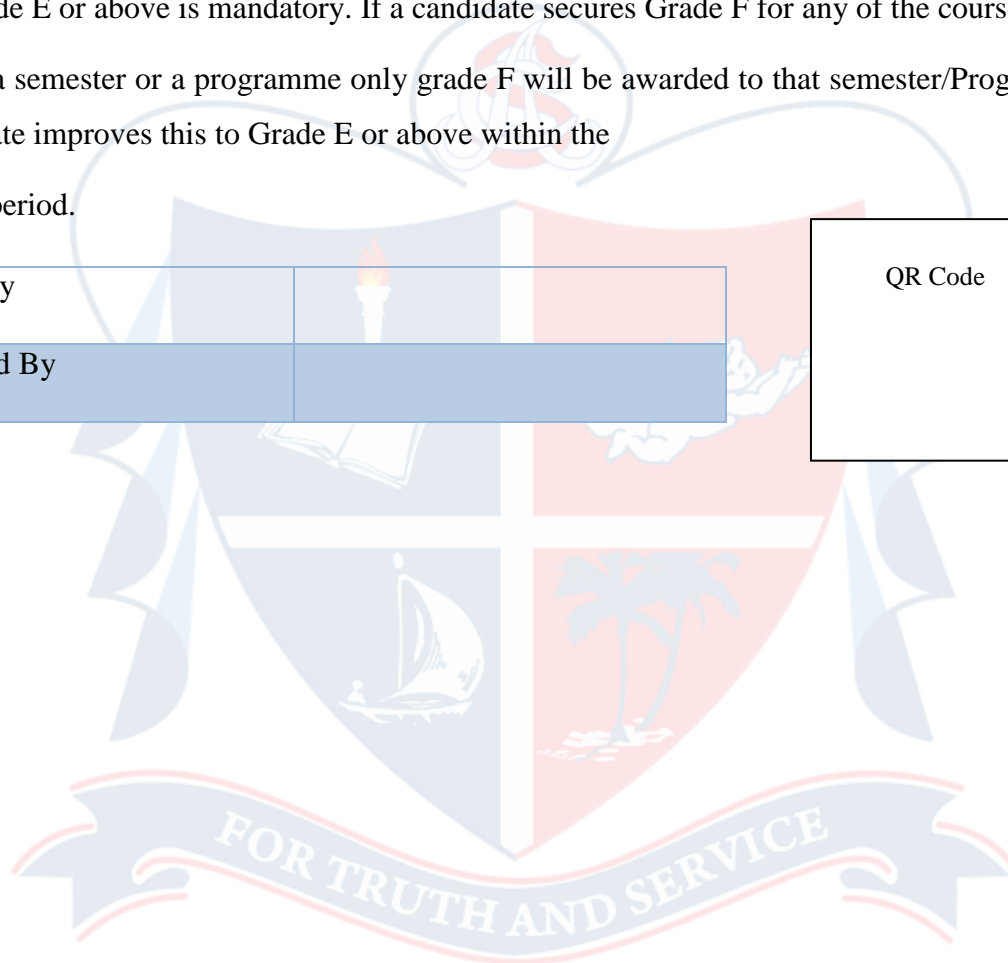 de E or above is mandatory. If a candidate secures Grade F for any of the cours
a semester or a programme only grade F will be awarded to that semester/Prog
ate improves this to Grade E or above within the
period.
y
QR Code
d By
FOR TRUTH AND SERVICE